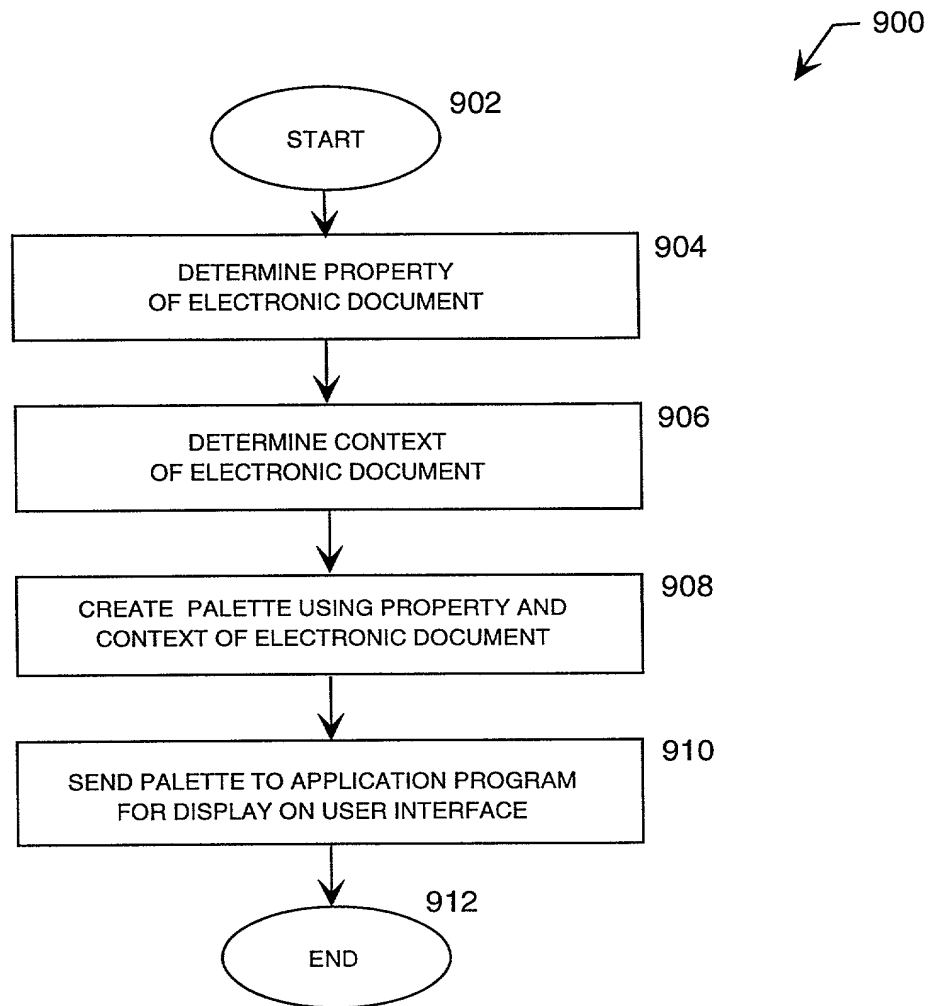 900
902
START
904
DETERMINE PROPERTY
OF ELECTRONIC DOCUMENT
906
DETERMINE CONTEXT
OF ELECTRONIC DOCUMENT
908
CREATE PALETTE USING PROPERTY AND
CONTEXT OF ELECTRONIC DOCUMENT
910
SEND PALETTE TO APPLICATION PROGRAM
FOR DISPLAY ON USER INTERFACE
912
END